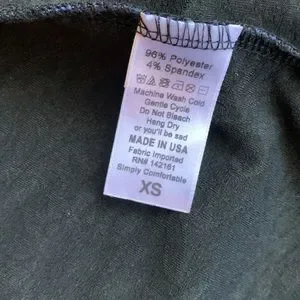 96% Polyester
4% Spandex
Machine Wash Cold
Gentle Cycle
Do Not Bleach
Hang Dry
or you'll be sad
MADE IN USA
Fabric Imported
RN# 142161
Simply Comfortable
XS